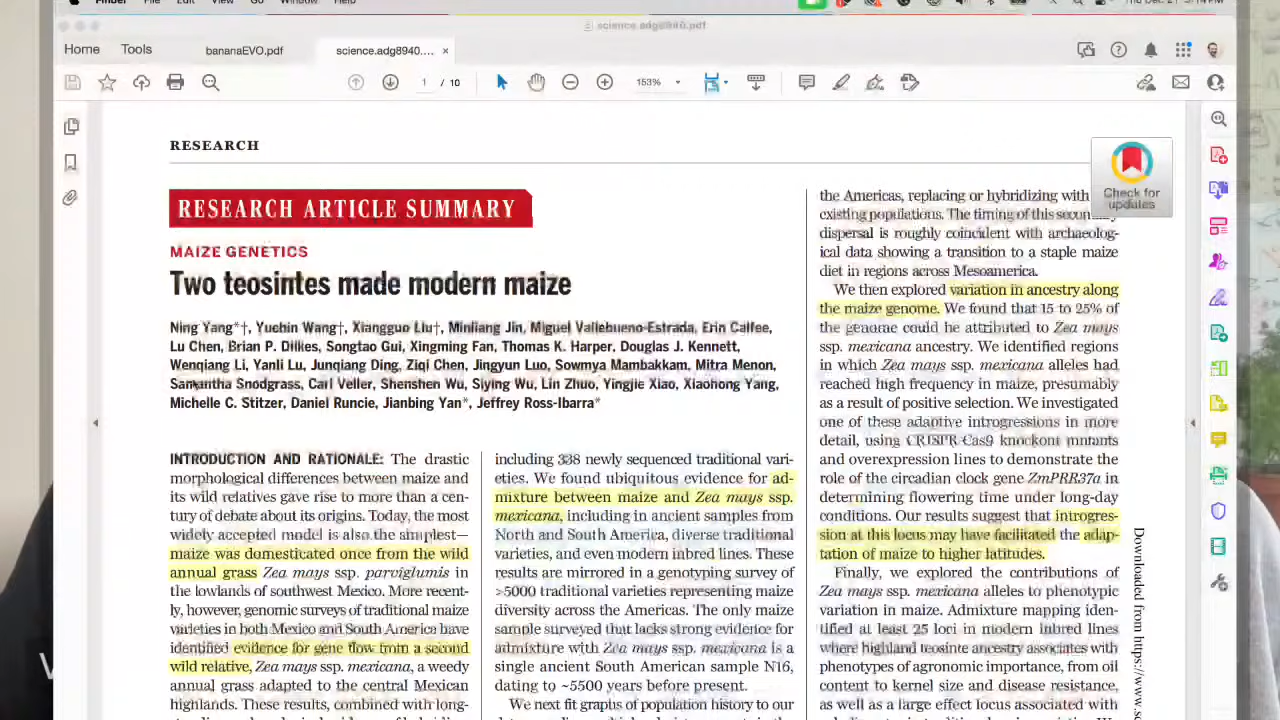 Finder File Edit View Go Window Help
science.adg8940.pdf
Home Tools bananaEVO.pdf science.adg8940.... ×
1 / 10 153%
RESEARCH
Check for
updates
RESEARCH ARTICLE SUMMARY
MAIZE GENETICS
Two teosintes made modern maize
Ning Yang*†, Yuebin Wang†, Xiangguo Liu†, Minliang Jin, Miguel Vallebueno-Estrada, Erin Calfee,
Lu Chen, Brian P. Dilkes, Songtao Gui, Xingming Fan, Thomas K. Harper, Douglas J. Kennett,
Wenqiang Li, Yanli Lu, Junqiang Ding, Ziqi Chen, Jingyun Luo, Sowmya Mambakkam, Mitra Menon,
Samantha Snodgrass, Carl Veller, Shenshen Wu, Siying Wu, Lin Zhuo, Yingjie Xiao, Xiaohong Yang,
Michelle C. Stitzer, Daniel Runcie, Jianbing Yan*, Jeffrey Ross-Ibarra*
INTRODUCTION AND RATIONALE: The drastic
morphological differences between maize and
its wild relatives gave rise to more than a cen-
tury of debate about its origins. Today, the most
widely accepted model is also the simplest—
maize was domesticated once from the wild
annual grass Zea mays ssp. parviglumis in
the lowlands of southwest Mexico. More recent-
ly, however, genomic surveys of traditional maize
varieties in both Mexico and South America have
identified evidence for gene flow from a second
wild relative, Zea mays ssp. mexicana, a weedy
annual grass adapted to the central Mexican
highlands. These results, combined with long-
including 338 newly sequenced traditional vari-
eties. We found ubiquitous evidence for ad-
mixture between maize and Zea mays ssp.
mexicana, including in ancient samples from
North and South America, diverse traditional
varieties, and even modern inbred lines. These
results are mirrored in a genotyping survey of
>5000 traditional varieties representing maize
diversity across the Americas. The only maize
sample surveyed that lacks strong evidence for
admixture with Zea mays ssp. mexicana is a
single ancient South American sample N16,
dating to ~5500 years before present.
We next fit graphs of population history to our
the Americas, replacing or hybridizing with
existing populations. The timing of this secondary
dispersal is roughly coincident with archaeolog-
ical data showing a transition to a staple maize
diet in regions across Mesoamerica.
We then explored variation in ancestry along
the maize genome. We found that 15 to 25% of
the genome could be attributed to Zea mays
ssp. mexicana ancestry. We identified regions
in which Zea mays ssp. mexicana alleles had
reached high frequency in maize, presumably
as a result of positive selection. We investigated
one of these adaptive introgressions in more
detail, using CRISPR-Cas9 knockout mutants
and overexpression lines to demonstrate the
role of the circadian clock gene ZmPRR37a in
determining flowering time under long-day
conditions. Our results suggest that introgres-
sion at this locus may have facilitated the adap-
tation of maize to higher latitudes.
Finally, we explored the contributions of
Zea mays ssp. mexicana alleles to phenotypic
variation in maize. Admixture mapping iden-
tified at least 25 loci in modern inbred lines
where highland teosinte ancestry associates with
phenotypes of agronomic importance, from oil
content to kernel size and disease resistance,
as well as a large effect locus associated with
Downloaded from https://www.sc